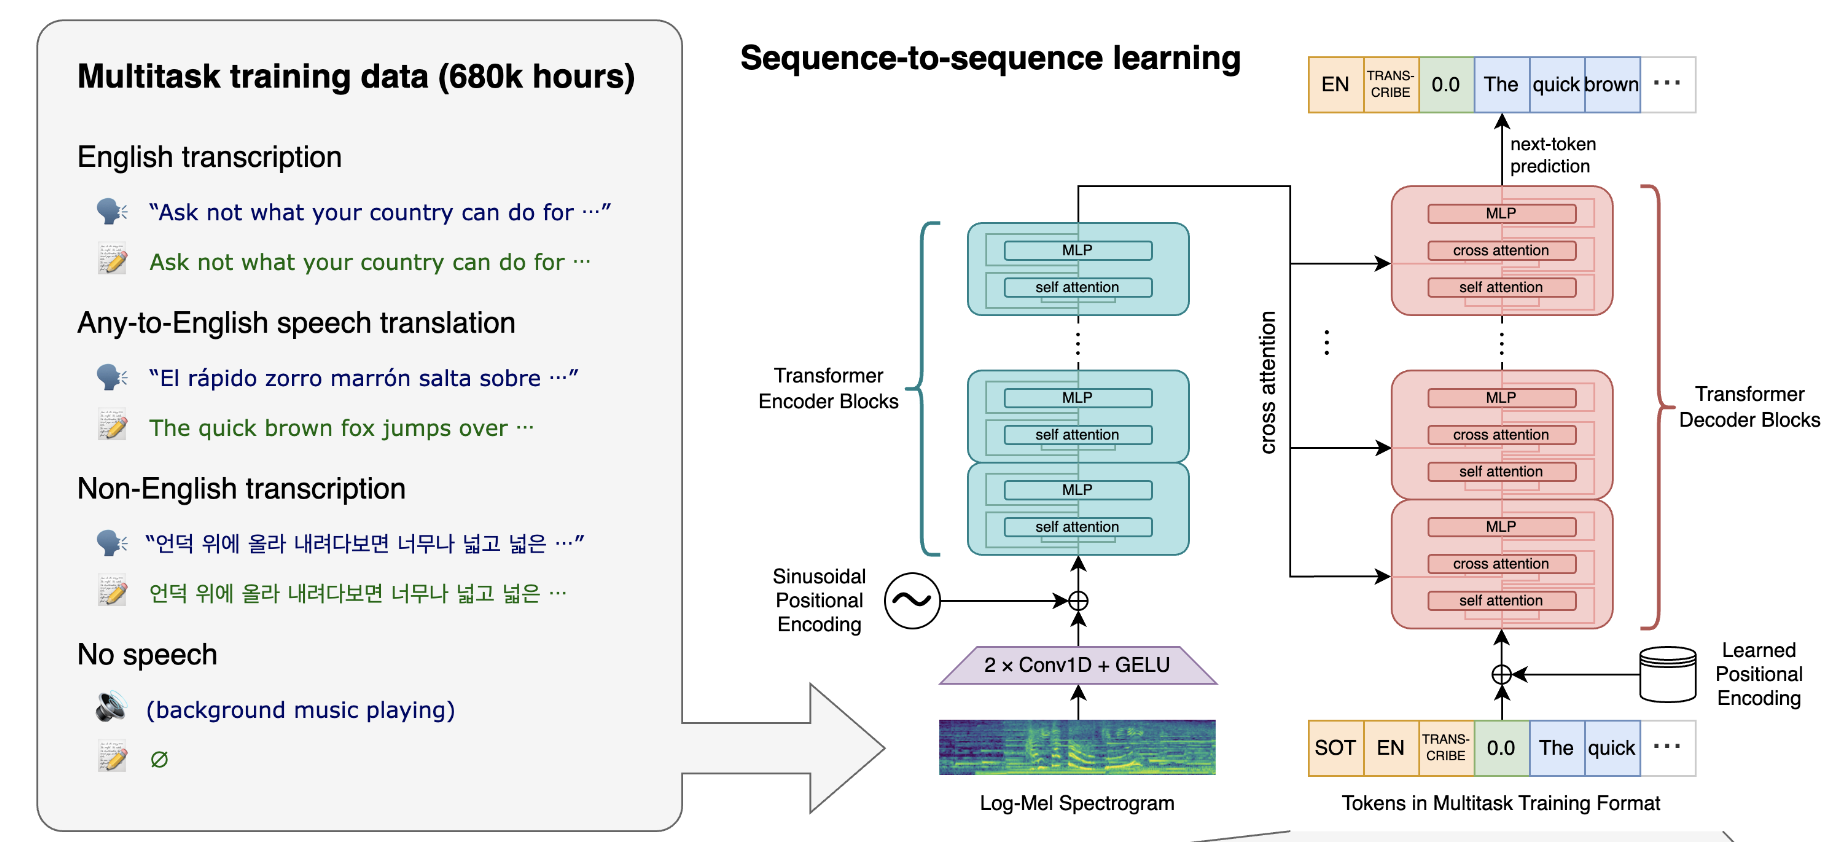 Multitask training data (680k hours)
English transcription
“Ask not what your country can do for ⋯”
Ask not what your country can do for ⋯
Any-to-English speech translation
“El rápido zorro marrón salta sobre ⋯”
The quick brown fox jumps over ⋯
Non-English transcription
“언덕 위에 올라 내려다보면 너무나 넓고 넓은 ⋯”
언덕 위에 올라 내려다보면 너무나 넓고 넓은 ⋯
No speech
(background music playing)
∅
Sequence-to-sequence learning
EN TRANS-CRIBE 0.0 The quick brown ⋯
next-token
prediction
MLP
self attention
MLP
self attention
MLP
self attention
Transformer
Encoder Blocks
cross attention
MLP
cross attention
self attention
MLP
cross attention
self attention
MLP
cross attention
self attention
Transformer
Decoder Blocks
Sinusoidal
Positional
Encoding
2 × Conv1D + GELU
Log-Mel Spectrogram
Learned
Positional
Encoding
SOT EN TRANS-CRIBE 0.0 The quick ⋯
Tokens in Multitask Training Format